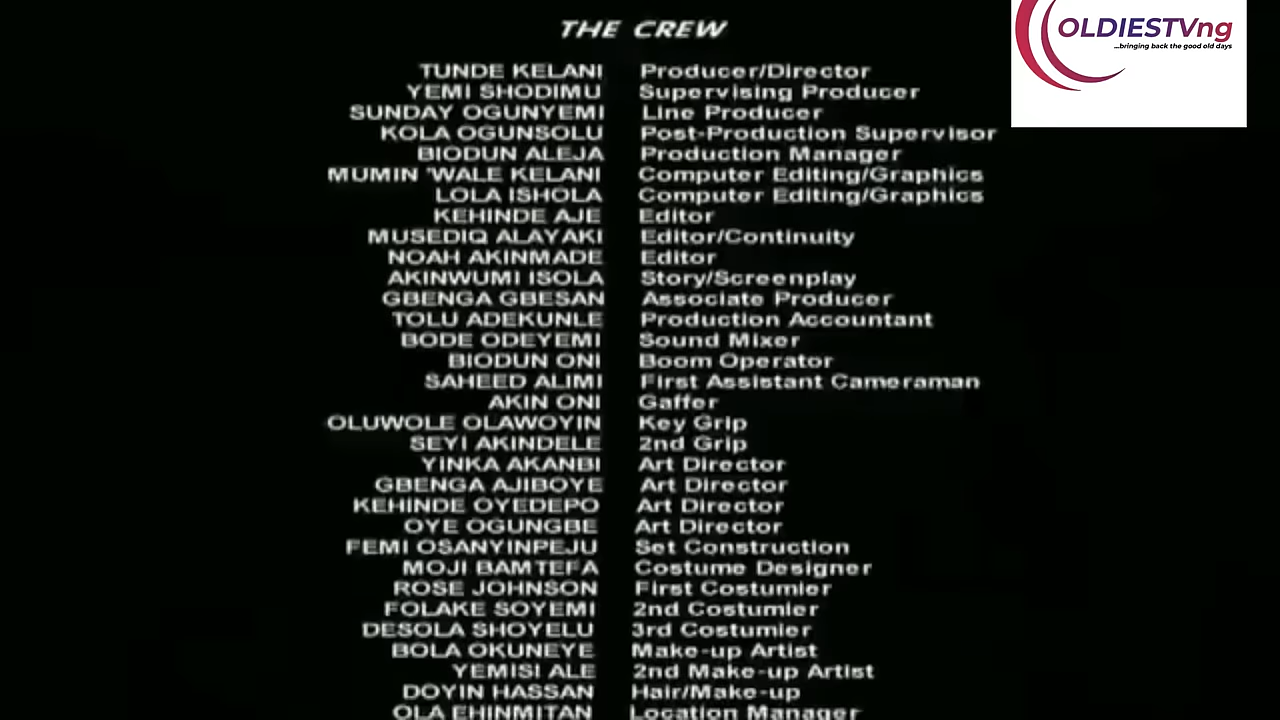 THE CREW
OLDIESTVng
...bringing back the good old days
TUNDE KELANI Producer/Director
YEMI SHODIMU Supervising Producer
SUNDAY OGUNYEMI Line Producer
KOLA OGUNSOLU Post-Production Supervisor
BIODUN ALEJA Production Manager
MUMIN 'WALE KELANI Computer Editing/Graphics
LOLA ISHOLA Computer Editing/Graphics
KEHINDE AJE Editor
MUSEDIQ ALAYAKI Editor/Continuity
NOAH AKINMADE Editor
AKINWUMI ISOLA Story/Screenplay
GBENGA GBESAN Associate Producer
TOLU ADEKUNLE Production Accountant
BODE ODEYEMI Sound Mixer
BIODUN ONI Boom Operator
SAHEED ALIMI First Assistant Cameraman
AKIN ONI Gaffer
OLUWOLE OLAWOYIN Key Grip
SEYI AKINDELE 2nd Grip
YINKA AKANBI Art Director
GBENGA AJIBOYE Art Director
KEHINDE OYEDEPO Art Director
OYE OGUNGBE Art Director
FEMI OSANYINPEJU Set Construction
MOJI BAMTEFA Costume Designer
ROSE JOHNSON First Costumier
FOLAKE SOYEMI 2nd Costumier
DESOLA SHOYELU 3rd Costumier
BOLA OKUNEYE Make-up Artist
YEMISI ALE 2nd Make-up Artist
DOYIN HASSAN Hair/Make-up
OLA EHINMITAN Location Manager